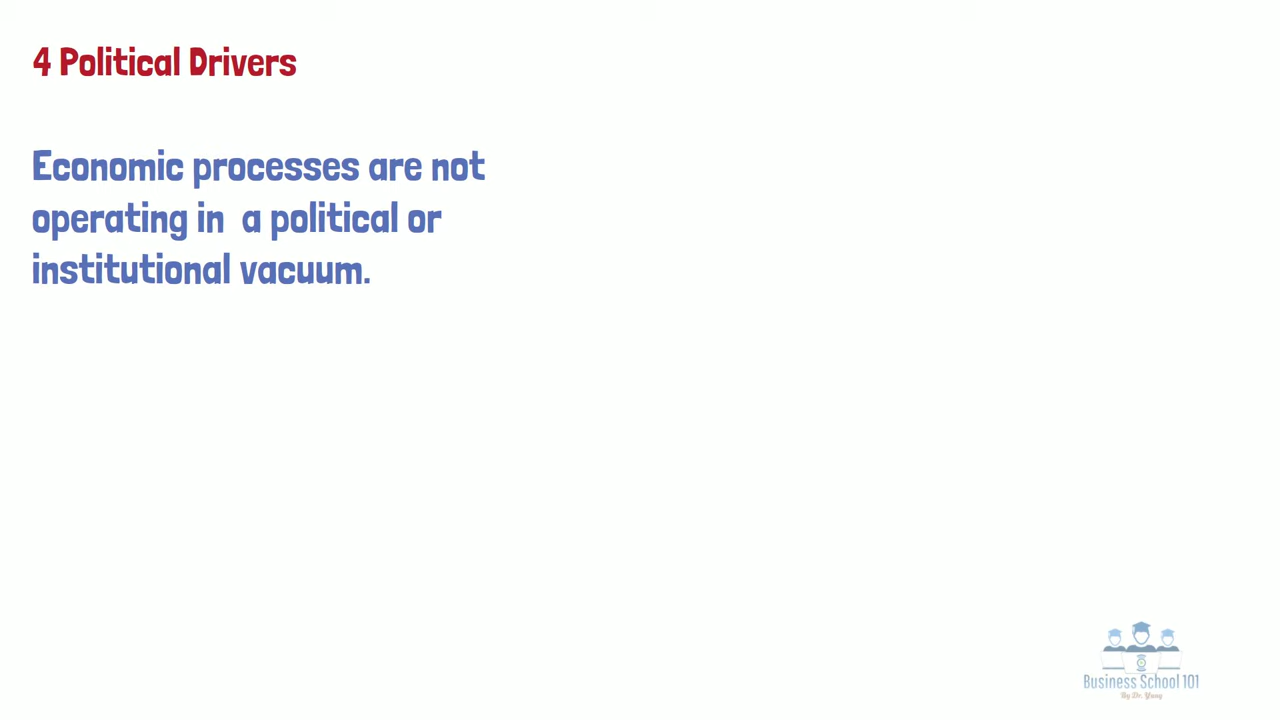 4 Political Drivers
Economic processes are not
operating in  a political or
institutional vacuum.
Business School 101
By Dr. Yang